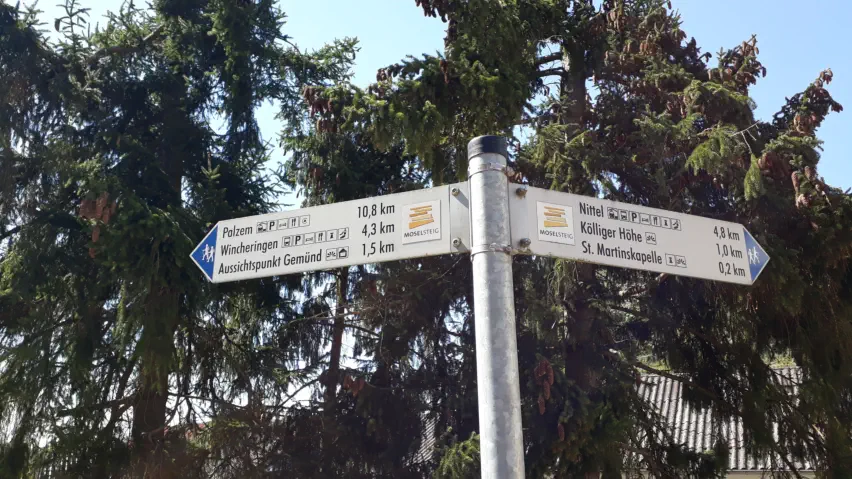 Palzem P 10,8 km
Wincheringen P 4,3 km
Aussichtspunkt Gemünd 1,5 km
MOSELSTEIG
MOSELSTEIG
Nittel P 4,8 km
Kölliger Höhe 1,0 km
St. Martinskapelle 0,2 km